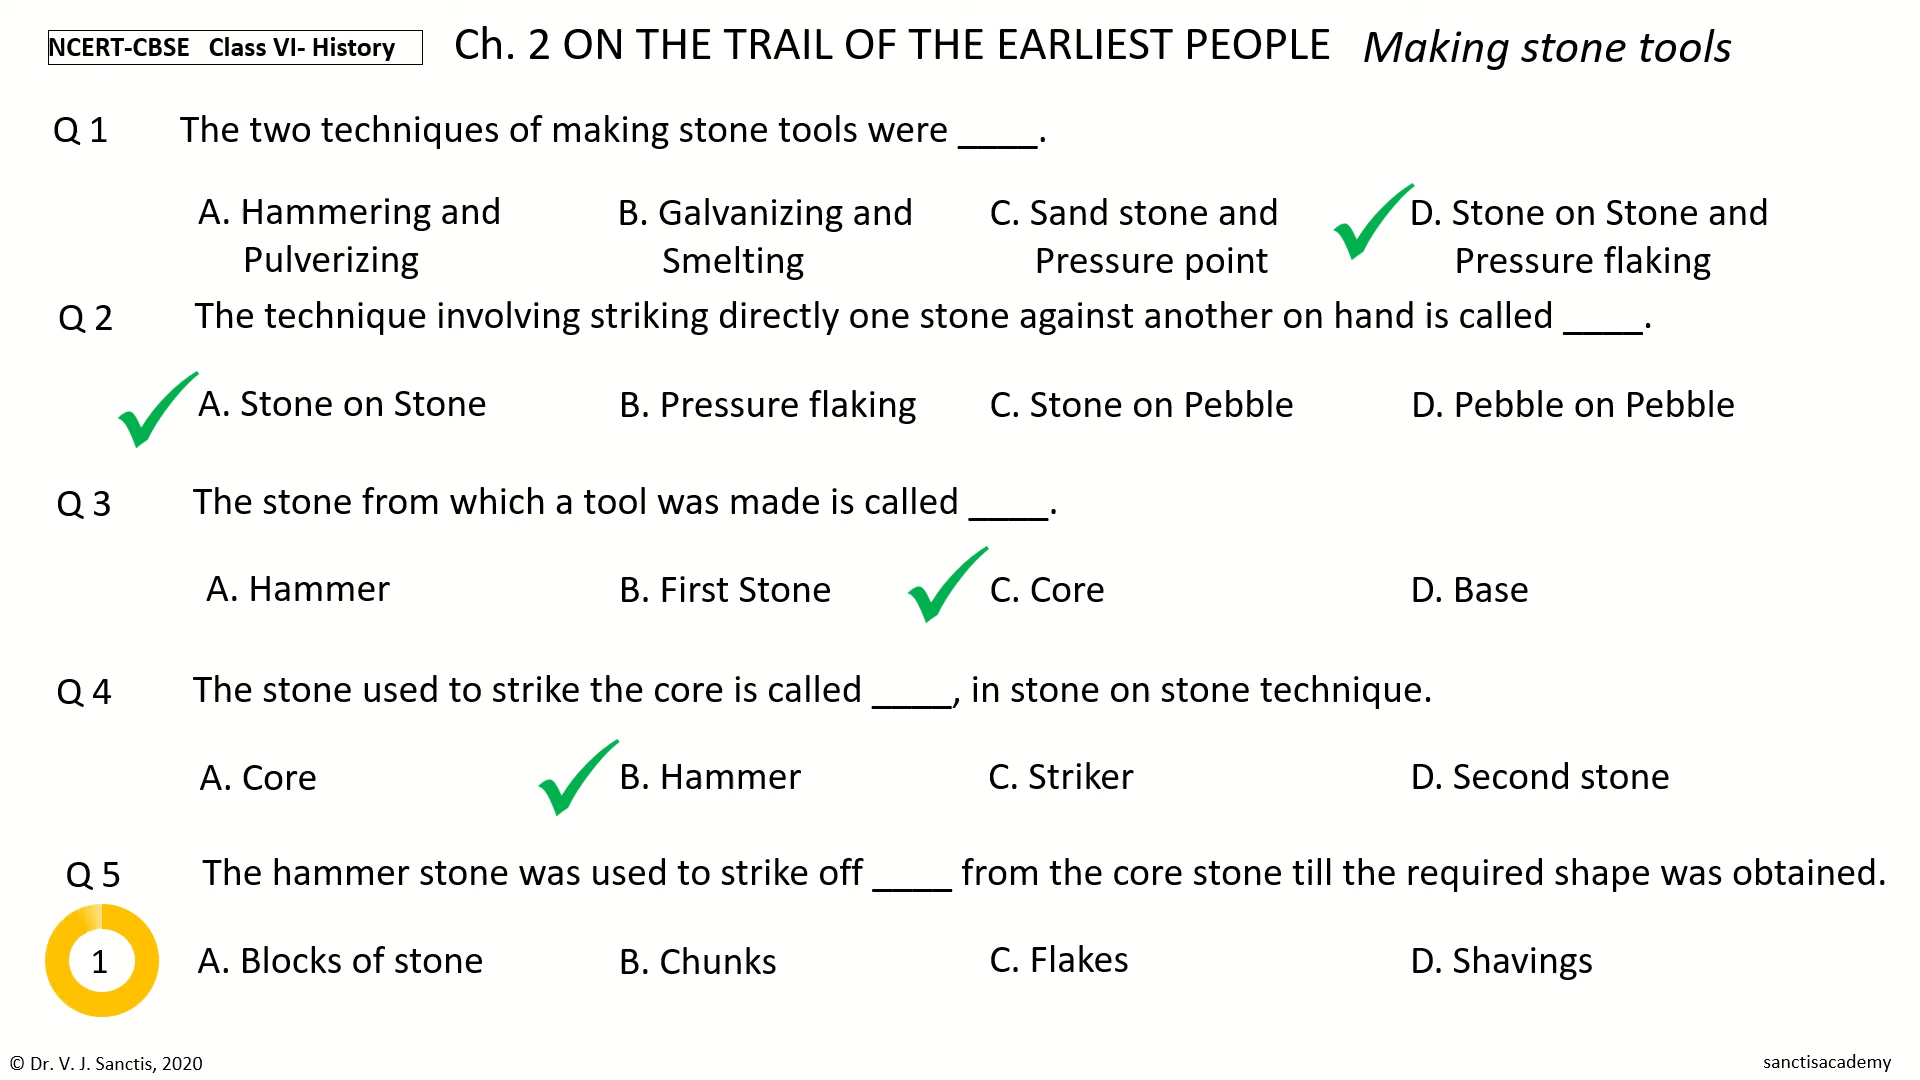 NCERT-CBSE Class VI- History Ch. 2 ON THE TRAIL OF THE EARLIEST PEOPLE Making stone tools
Q 1 The two techniques of making stone tools were ____.
A. Hammering and Pulverizing
B. Galvanizing and Smelting
C. Sand stone and Pressure point
D. Stone on Stone and Pressure flaking
Q 2 The technique involving striking directly one stone against another on hand is called ____.
A. Stone on Stone B. Pressure flaking C. Stone on Pebble D. Pebble on Pebble
Q 3 The stone from which a tool was made is called ____.
A. Hammer B. First Stone C. Core D. Base
Q 4 The stone used to strike the core is called ____, in stone on stone technique.
A. Core B. Hammer C. Striker D. Second stone
Q 5 The hammer stone was used to strike off ____ from the core stone till the required shape was obtained.
1 A. Blocks of stone B. Chunks C. Flakes D. Shavings
© Dr. V. J. Sanctis, 2020 sanctisacademy